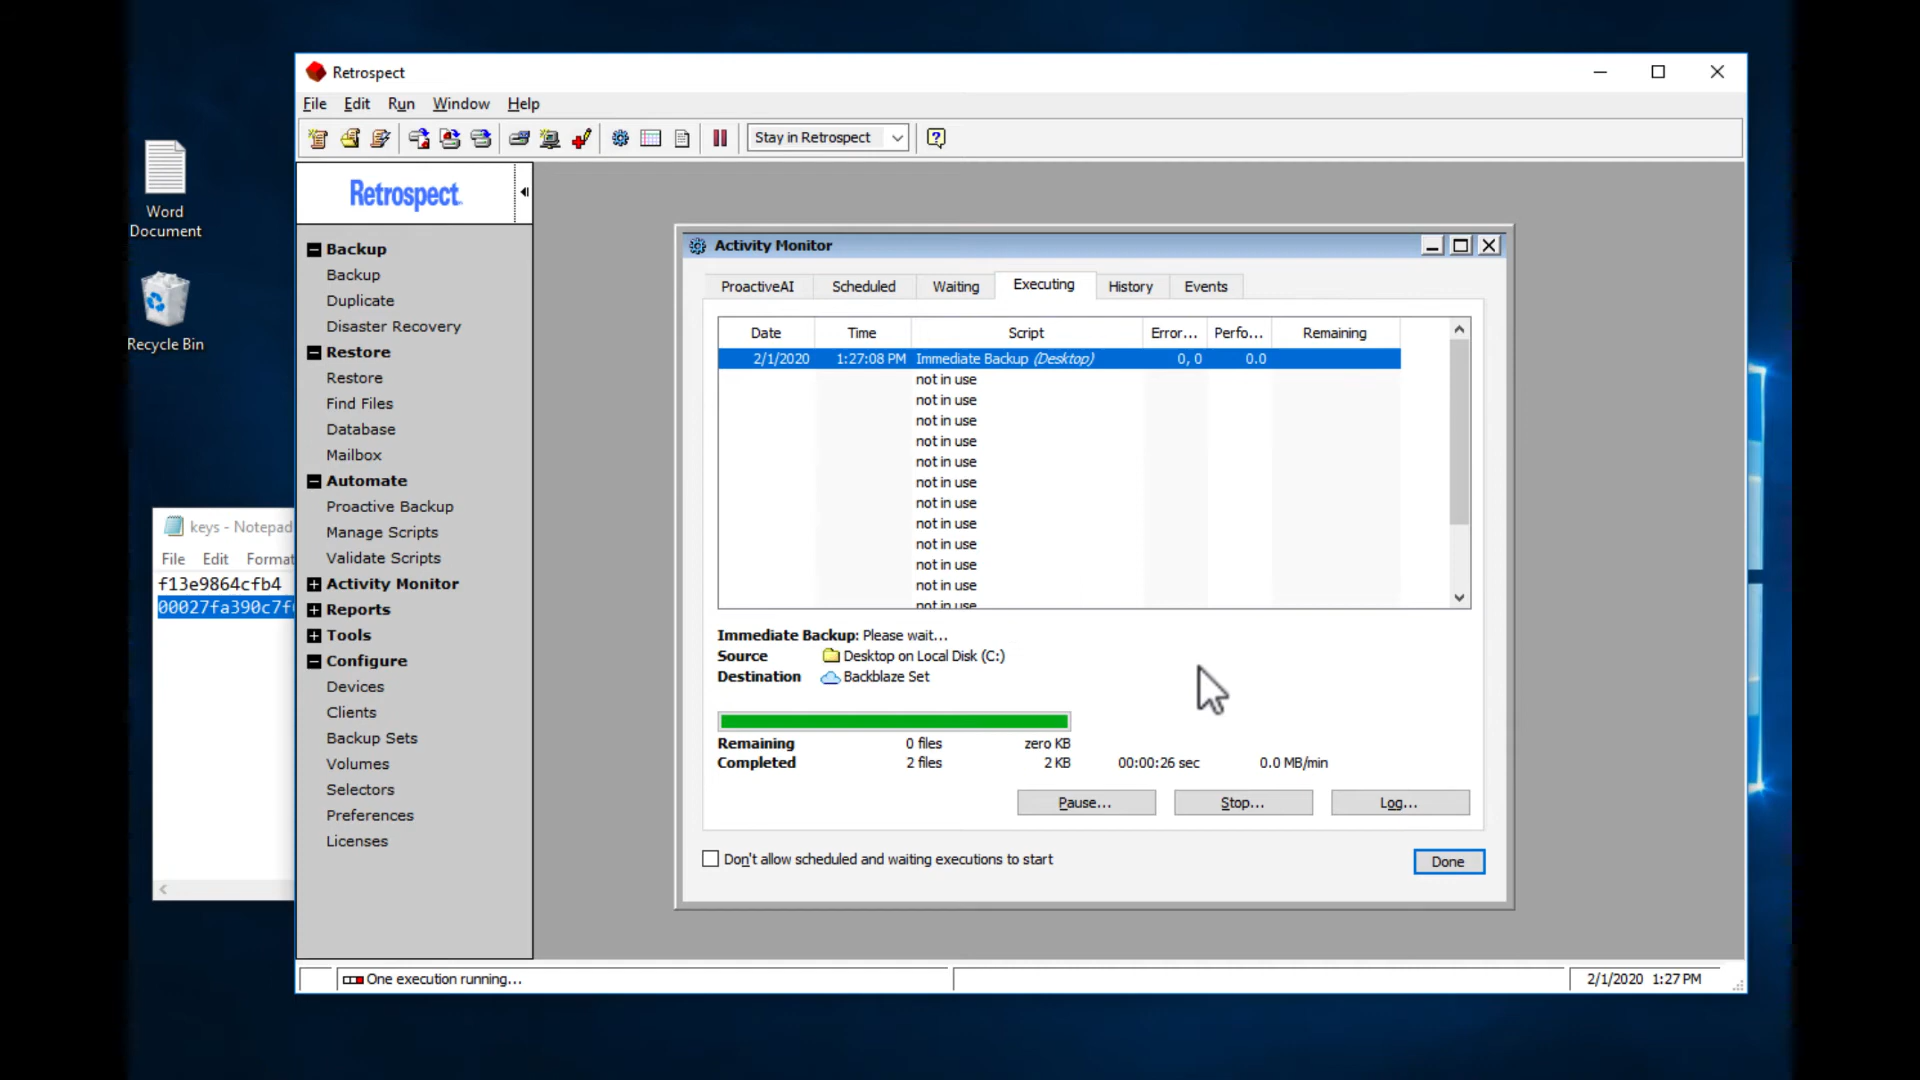 Retrospect
File Edit Run Window Help
Stay in Retrospect
Word
Document
Recycle Bin
keys - Notepad
File Edit Format
f13e9864cfb4
Retrospect
Backup
Backup
Duplicate
Disaster Recovery
Restore
Restore
Find Files
Database
Mailbox
Automate
Proactive Backup
Manage Scripts
Validate Scripts
Activity Monitor
Reports
Tools
Configure
Devices
Clients
Backup Sets
Volumes
Selectors
Preferences
Licenses
Activity Monitor
ProactiveAI Scheduled Waiting Executing History Events
Date Time Script Error... Perfo... Remaining
2/1/2020 1:27:08 PM Immediate Backup (Desktop) 0, 0 0.0
not in use
not in use
not in use
not in use
not in use
not in use
not in use
not in use
not in use
not in use
not in use
not in use
Immediate Backup: Please wait...
Source Desktop on Local Disk (C:)
Destination Backblaze Set
Remaining 0 files zero KB
Completed 2 files 2 KB 00:00:26 sec 0.0 MB/min
Pause... Stop... Log...
Don't allow scheduled and waiting executions to start
Done
One execution running...
2/1/2020 1:27 PM